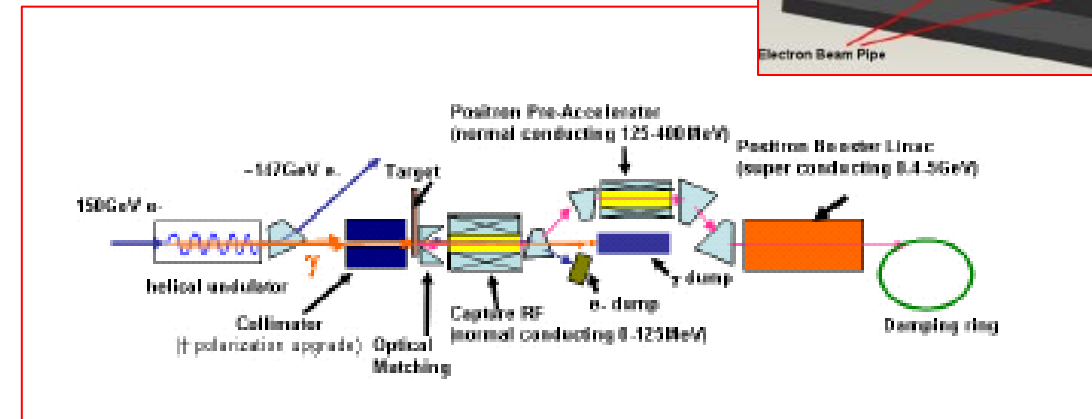 Electron Beam Pipe
Positron Pre-Accelerator
(normal conducting 125-400MeV)
Positron Booster Linac
(super conducting 0.4-5GeV)
~147GeV e-
Target
150GeV e-
γ
helical undulator
γ dump
e- dump
Collimator
(† polarization upgrade)
Optical
Matching
Capture RF
(normal conducting 0-125MeV)
Damping ring